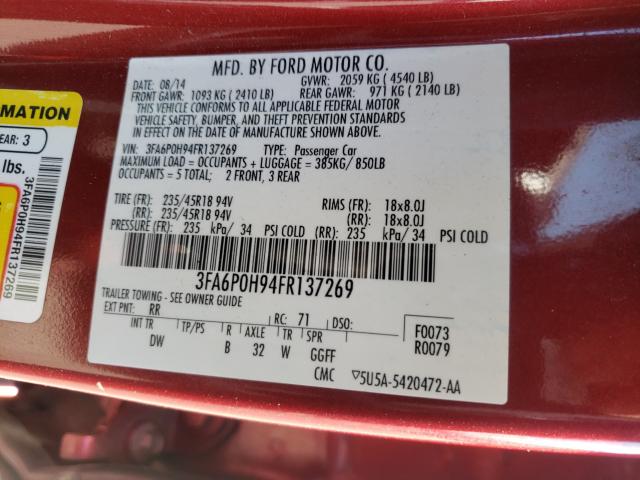 MFD. BY FORD MOTOR CO.
DATE: 08/14 GVWR: 2059 KG ( 4540 LB)
FRONT GAWR: 1093 KG ( 2410 LB) REAR GAWR: 971 KG ( 2140 LB)
THIS VEHICLE CONFORMS TO ALL APPLICABLE FEDERAL MOTOR
VEHICLE SAFETY, BUMPER, AND THEFT PREVENTION STANDARDS
IN EFFECT ON THE DATE OF MANUFACTURE SHOWN ABOVE.
VIN: 3FA6P0H94FR137269 TYPE: Passenger Car
MAXIMUM LOAD = OCCUPANTS + LUGGAGE = 385KG/ 850LB
OCCUPANTS = 5 TOTAL: 2 FRONT, 3 REAR
TIRE (FR): 235/45R18 94V RIMS (FR): 18x8.0J
(RR): 235/45R18 94V (RR): 18x8.0J
PRESSURE (FR): 235 kPa/ 34 PSI COLD (RR): 235 kPa/ 34 PSI COLD
3FA6P0H94FR137269
TRAILER TOWING - SEE OWNER GUIDE
EXT PNT: RR RC: 71 DSO: F0073
INT TR TP/PS R AXLE TR SPR R0079
DW B 32 W GGFF
CMC 5U5A-5420472-AA
RMATION
EAR: 3
lbs.
3FA6P0H94FR137269